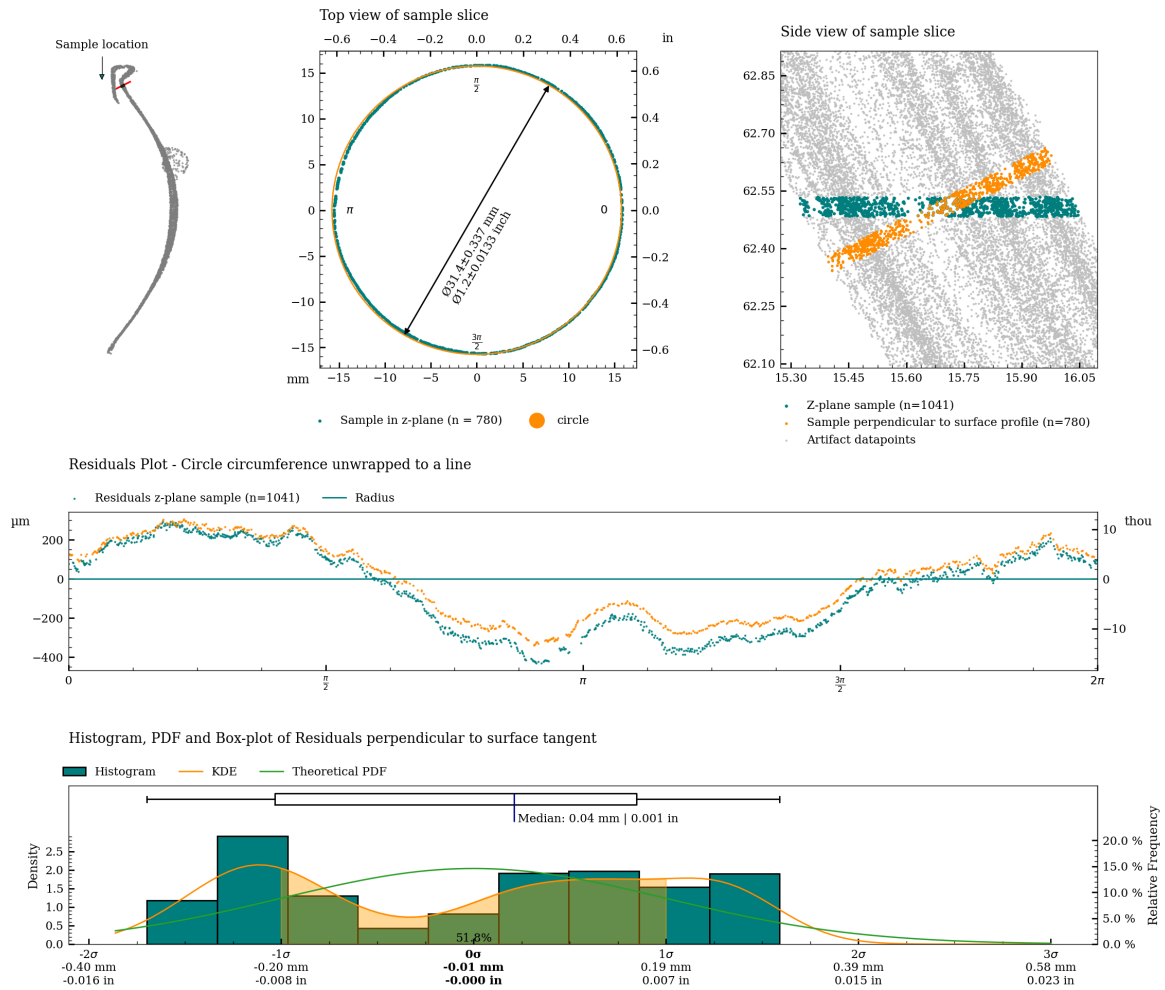 Sample location
Top view of sample slice
−0.6 −0.4 −0.2 0.0 0.2 0.4 0.6 in
15
10
5
0
−5
−10
−15
mm
0.6
0.4
0.2
0.0
−0.2
−0.4
−0.6
π/2
π
0
3π/2
Ø31.4±0.337 mm
Ø1.2±0.0133 inch
−15 −10 −5 0 5 10 15
Sample in z-plane (n = 780) circle
Side view of sample slice
62.85
62.70
62.55
62.40
62.25
62.10
15.30 15.45 15.60 15.75 15.90 16.05
Z-plane sample (n=1041)
Sample perpendicular to surface profile (n=780)
Artifact datapoints
Residuals Plot - Circle circumference unwrapped to a line
Residuals z-plane sample (n=1041) Radius
µm
200
0
−200
−400
thou
10
0
−10
0 π/2 π 3π/2 2π
Histogram, PDF and Box-plot of Residuals perpendicular to surface tangent
Histogram KDE Theoretical PDF
Median: 0.04 mm | 0.001 in
Density
2.5
2.0
1.5
1.0
0.5
0.0
20.0 %
15.0 %
10.0 %
5.0 %
0.0 %
Relative Frequency
51.8%
-2σ -1σ 0σ 1σ 2σ 3σ
-0.40 mm -0.20 mm -0.01 mm 0.19 mm 0.39 mm 0.58 mm
-0.016 in -0.008 in -0.000 in 0.007 in 0.015 in 0.023 in